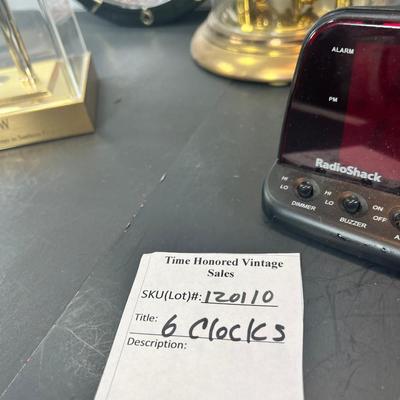 ALARM
PM
RadioShack
HI
LO
DIMMER
HI
LO
BUZZER
ON
OFF
W
Time Honored Vintage
Sales
SKU(Lot)#: 120110
Title: 6 Clocks
Description: